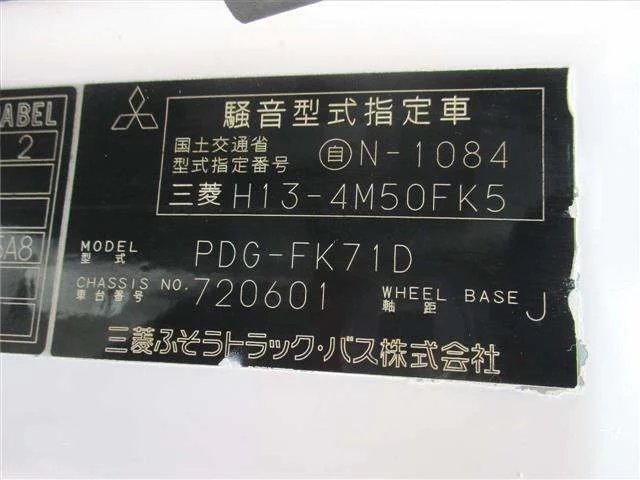 ABEL
2
SA8
騒音型式指定車
国土交通省
型式指定番号 自N-1084
三菱 H13-4M50FK5
MODEL
型式 PDG-FK71D
CHASSIS NO.
車台番号 720601 WHEEL BASE
軸距 J
三菱ふそうトラック・バス株式会社